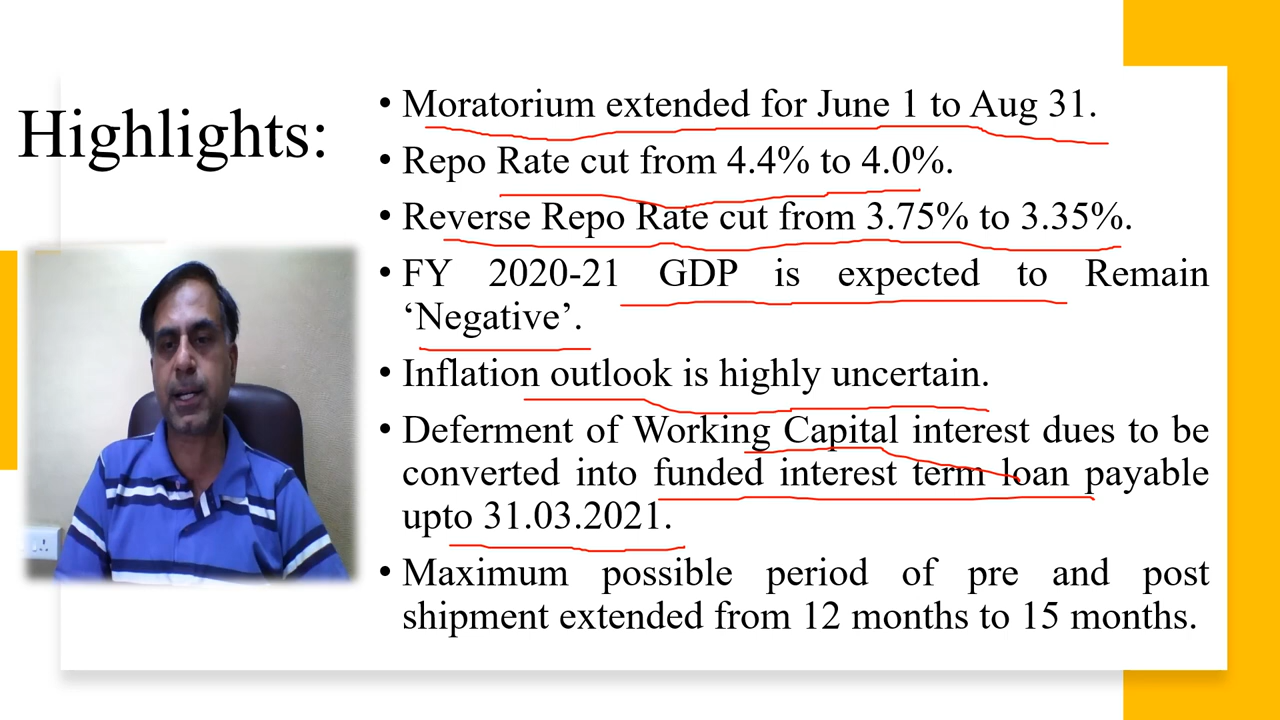 Highlights:
• Moratorium extended for June 1 to Aug 31.
• Repo Rate cut from 4.4% to 4.0%.
• Reverse Repo Rate cut from 3.75% to 3.35%.
• FY 2020-21 GDP is expected to Remain
‘Negative’.
• Inflation outlook is highly uncertain.
• Deferment of Working Capital interest dues to be
converted into funded interest term loan payable
upto 31.03.2021.
• Maximum possible period of pre and post
shipment extended from 12 months to 15 months.